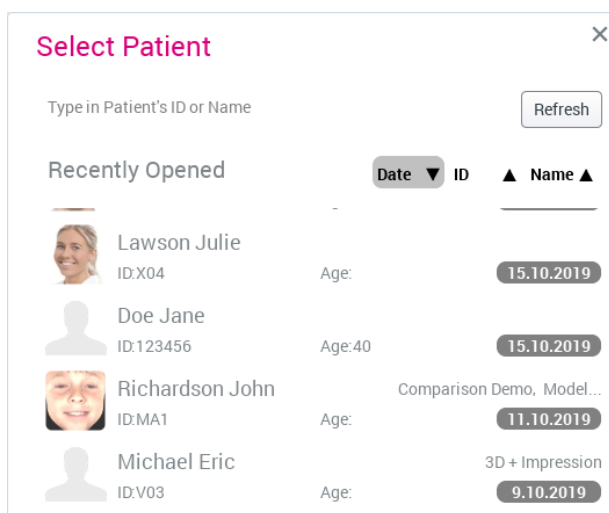 Select Patient
Type in Patient's ID or Name
Refresh
Recently Opened
Date ▼ ID ▲ Name ▲
Lawson Julie
ID:X04 Age: 15.10.2019
Doe Jane
ID:123456 Age:40 15.10.2019
Richardson John Comparison Demo, Model...
ID:MA1 Age: 11.10.2019
Michael Eric 3D + Impression
ID:V03 Age: 9.10.2019